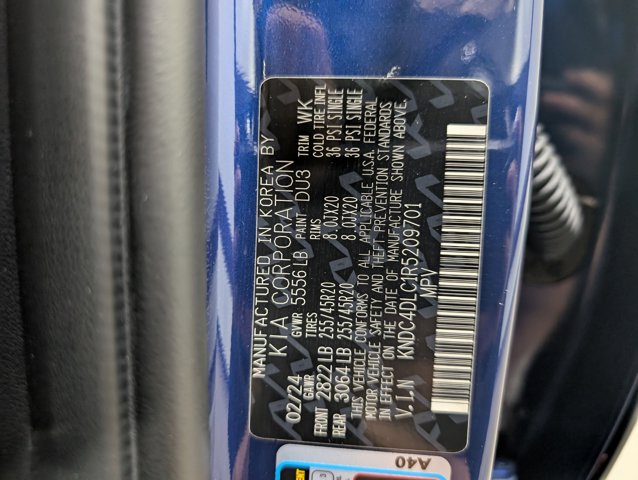 MANUFACTURED IN KOREA BY
KIA CORPORATION
02/24 GVWR 5556 LB PAINT DU3 TRIM WK
GAWR TIRES RIMS COLD TIRE INFL
FRONT 2822 LB 255/45R20 8.0JX20 36 PSI SINGLE
REAR 3064 LB 255/45R20 8.0JX20 36 PSI SINGLE
THIS VEHICLE CONFORMS TO ALL APPLICABLE U.S.A. FEDERAL
MOTOR VEHICLE SAFETY AND THEFT PREVENTION STANDARDS
IN EFFECT ON THE DATE OF MANUFACTURE SHOWN ABOVE.
V.I.N KNDC4DLC1R5209701
MPV
A40